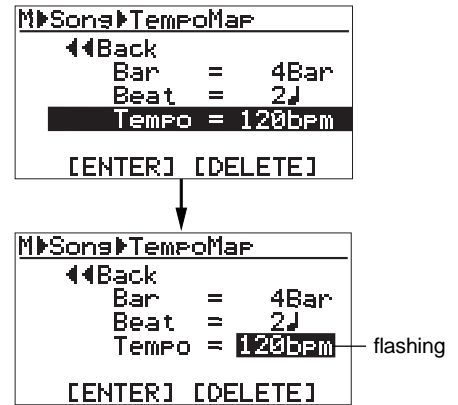 M▶Song▶TempoMap
◀◀Back
Bar = 4Bar
Beat = 2♩
Tempo = 120bpm
[ENTER] [DELETE]
M▶Song▶TempoMap
◀◀Back
Bar = 4Bar
Beat = 2♩
Tempo = 120bpm flashing
[ENTER] [DELETE]